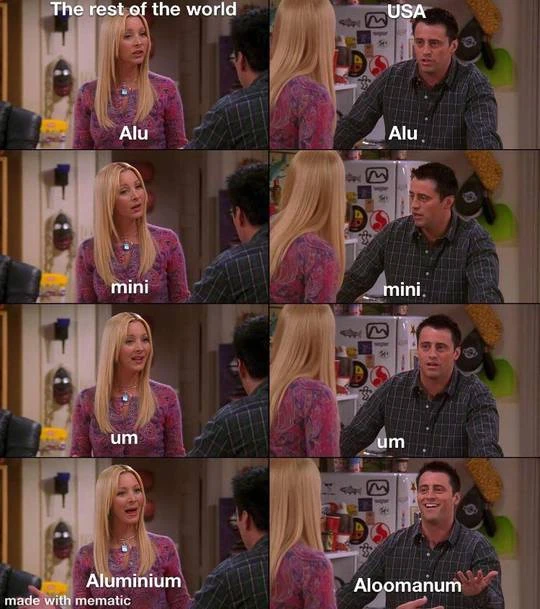 The rest of the world
USA
Alu
Alu
mini
mini
um
um
Aluminium
Aloomanum
made with mematic